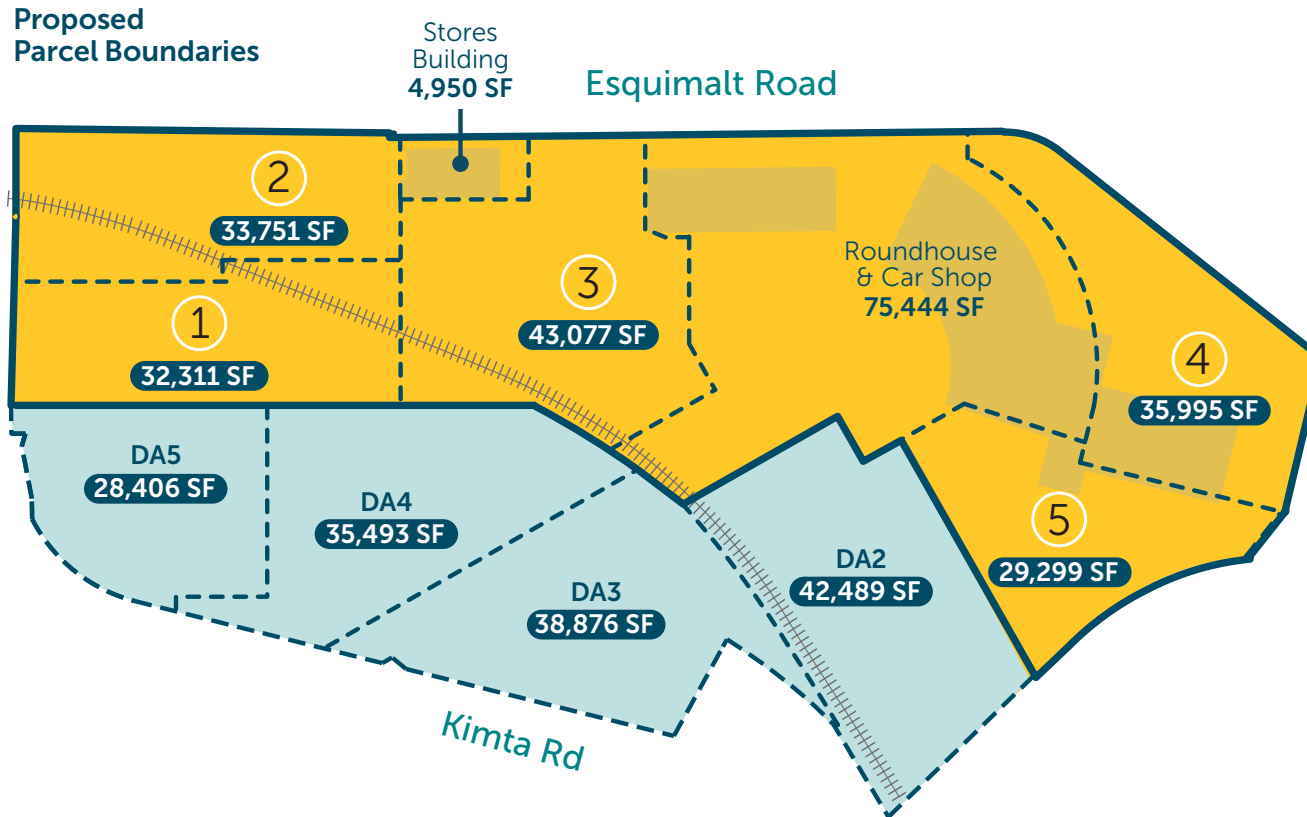 Proposed
Parcel Boundaries
Stores
Building
4,950 SF
Esquimalt Road
2
33,751 SF
1
32,311 SF
3
43,077 SF
Roundhouse
& Car Shop
75,444 SF
4
35,995 SF
5
29,299 SF
DA5
28,406 SF
DA4
35,493 SF
DA3
38,876 SF
DA2
42,489 SF
Kimta Rd